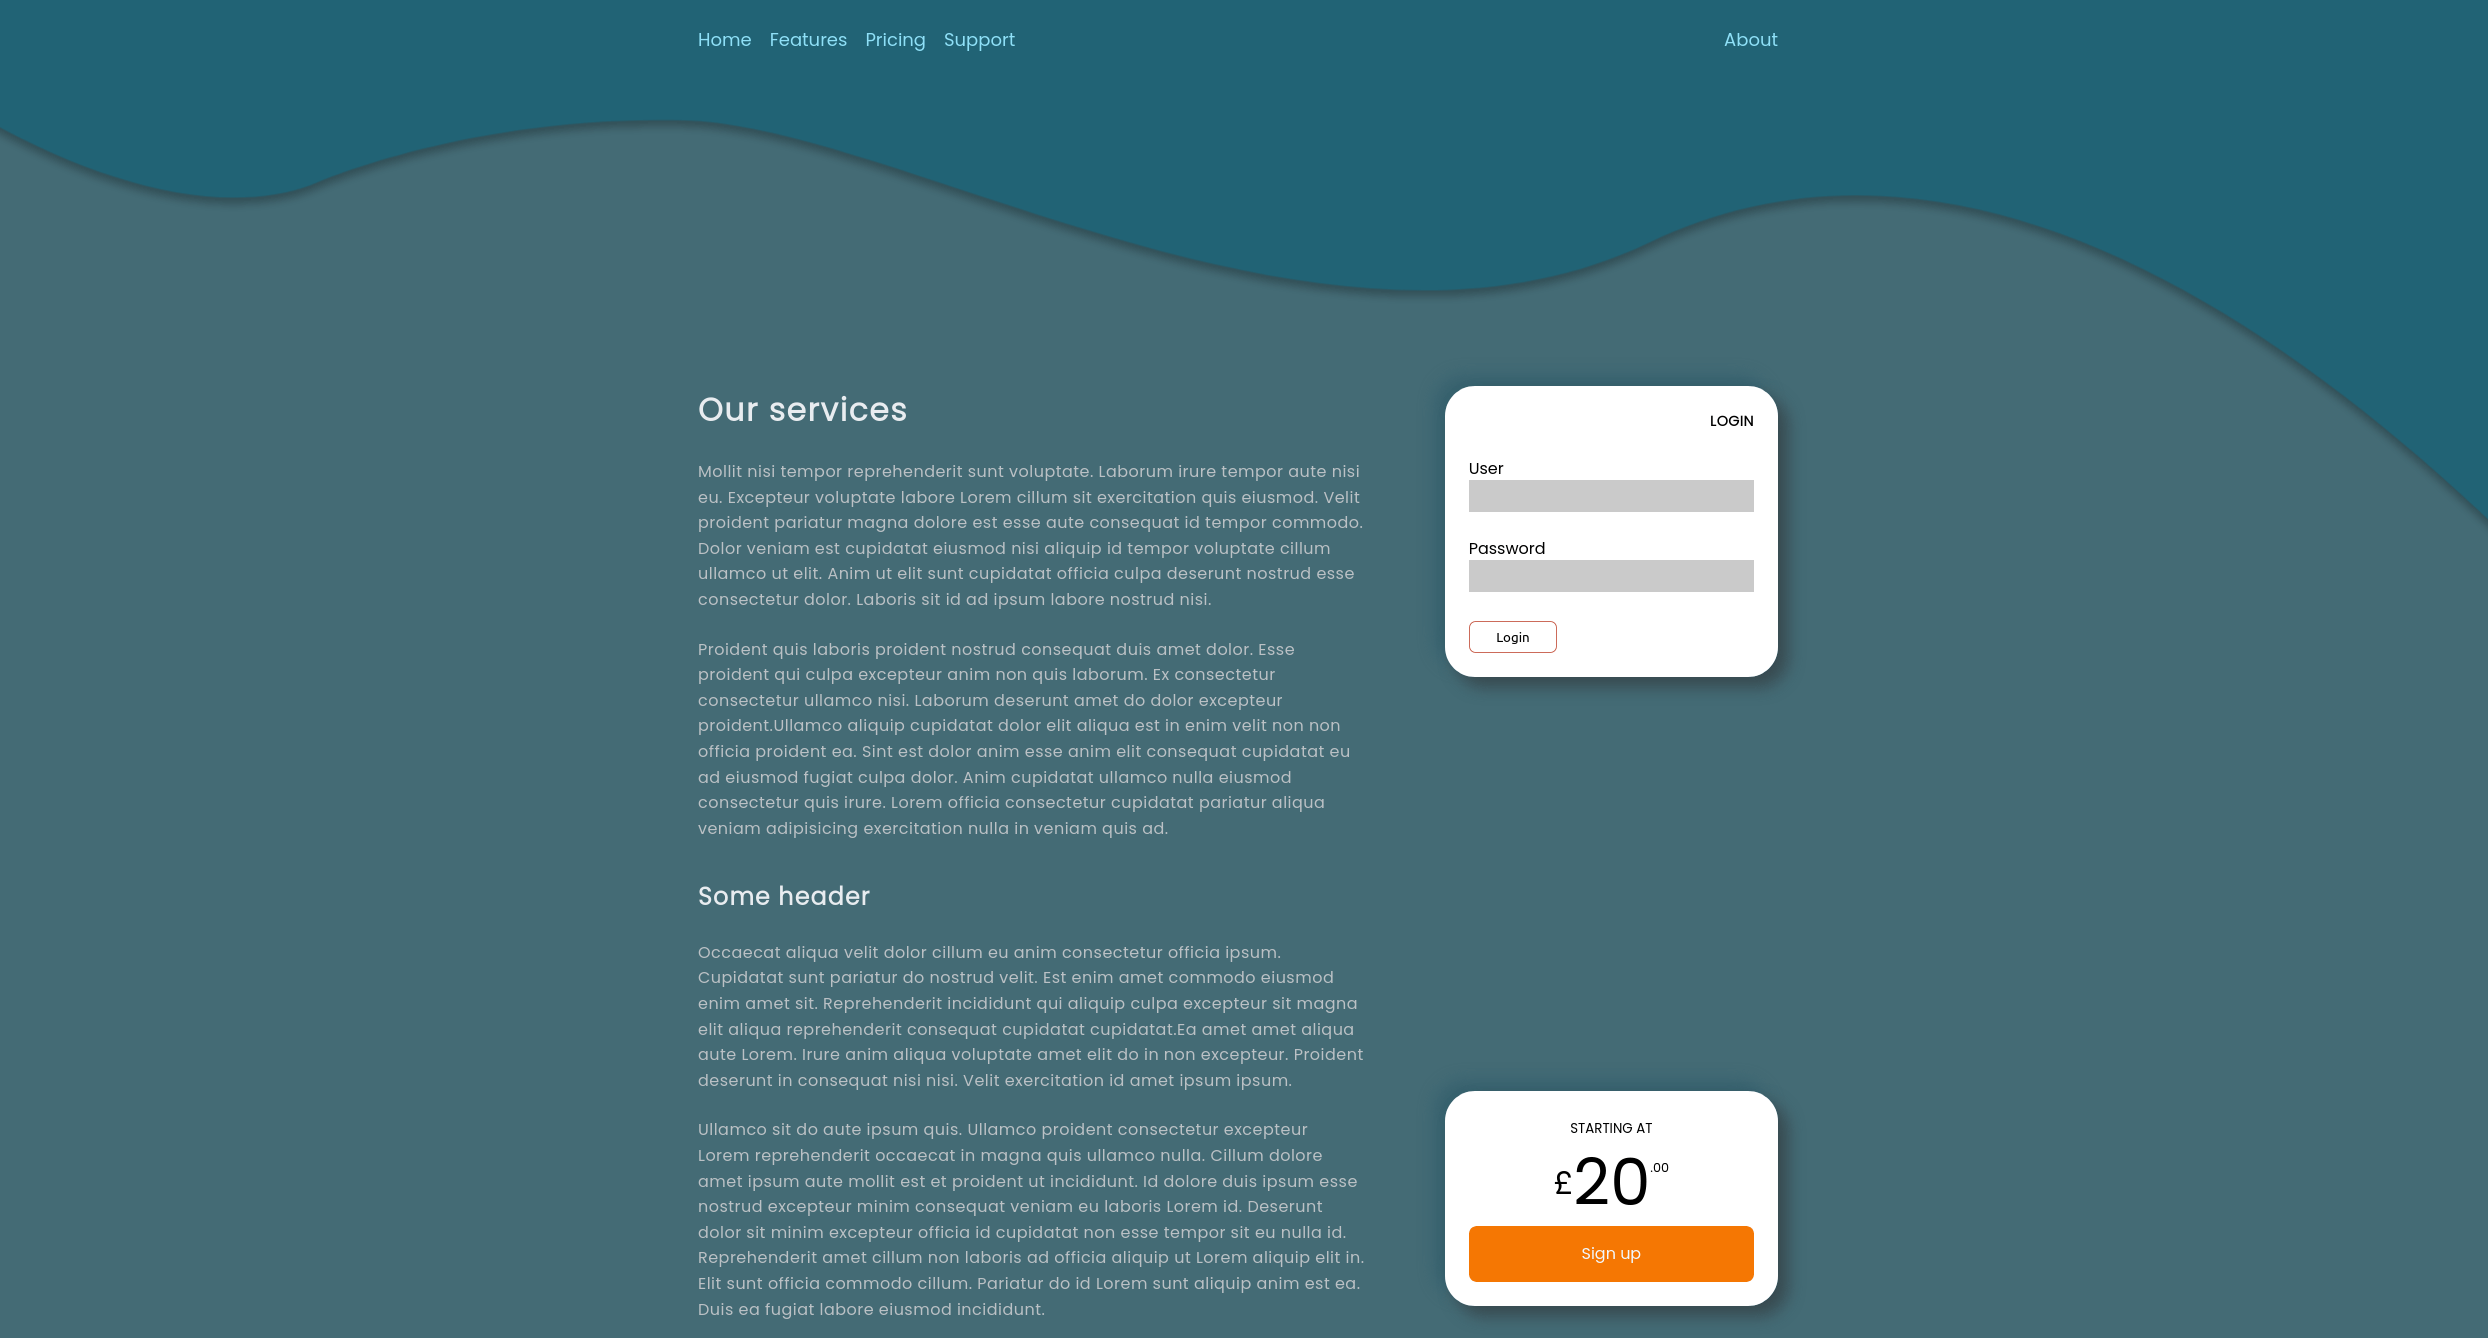 Home Features Pricing Support About
Our services
Mollit nisi tempor reprehenderit sunt voluptate. Laborum irure tempor aute nisi
eu. Excepteur voluptate labore Lorem cillum sit exercitation quis eiusmod. Velit
proident pariatur magna dolore est esse aute consequat id tempor commodo.
Dolor veniam est cupidatat eiusmod nisi aliquip id tempor voluptate cillum
ullamco ut elit. Anim ut elit sunt cupidatat officia culpa deserunt nostrud esse
consectetur dolor. Laboris sit id ad ipsum labore nostrud nisi.
Proident quis laboris proident nostrud consequat duis amet dolor. Esse
proident qui culpa excepteur anim non quis laborum. Ex consectetur
consectetur ullamco nisi. Laborum deserunt amet do dolor excepteur
proident.Ullamco aliquip cupidatat dolor elit aliqua est in enim velit non non
officia proident ea. Sint est dolor anim esse anim elit consequat cupidatat eu
ad eiusmod fugiat culpa dolor. Anim cupidatat ullamco nulla eiusmod
consectetur quis irure. Lorem officia consectetur cupidatat pariatur aliqua
veniam adipisicing exercitation nulla in veniam quis ad.
Some header
Occaecat aliqua velit dolor cillum eu anim consectetur officia ipsum.
Cupidatat sunt pariatur do nostrud velit. Est enim amet commodo eiusmod
enim amet sit. Reprehenderit incididunt qui aliquip culpa excepteur sit magna
elit aliqua reprehenderit consequat cupidatat cupidatat.Ea amet amet aliqua
aute Lorem. Irure anim aliqua voluptate amet elit do in non excepteur. Proident
deserunt in consequat nisi nisi. Velit exercitation id amet ipsum ipsum.
Ullamco sit do aute ipsum quis. Ullamco proident consectetur excepteur
Lorem reprehenderit occaecat in magna quis ullamco nulla. Cillum dolore
amet ipsum aute mollit est et proident ut incididunt. Id dolore duis ipsum esse
nostrud excepteur minim consequat veniam eu laboris Lorem id. Deserunt
dolor sit minim excepteur officia id cupidatat non esse tempor sit eu nulla id.
Reprehenderit amet cillum non laboris ad officia aliquip ut Lorem aliquip elit in.
Elit sunt officia commodo cillum. Pariatur do id Lorem sunt aliquip anim est ea.
Duis ea fugiat labore eiusmod incididunt.
LOGIN
User
Password
Login
STARTING AT
£20.00
Sign up